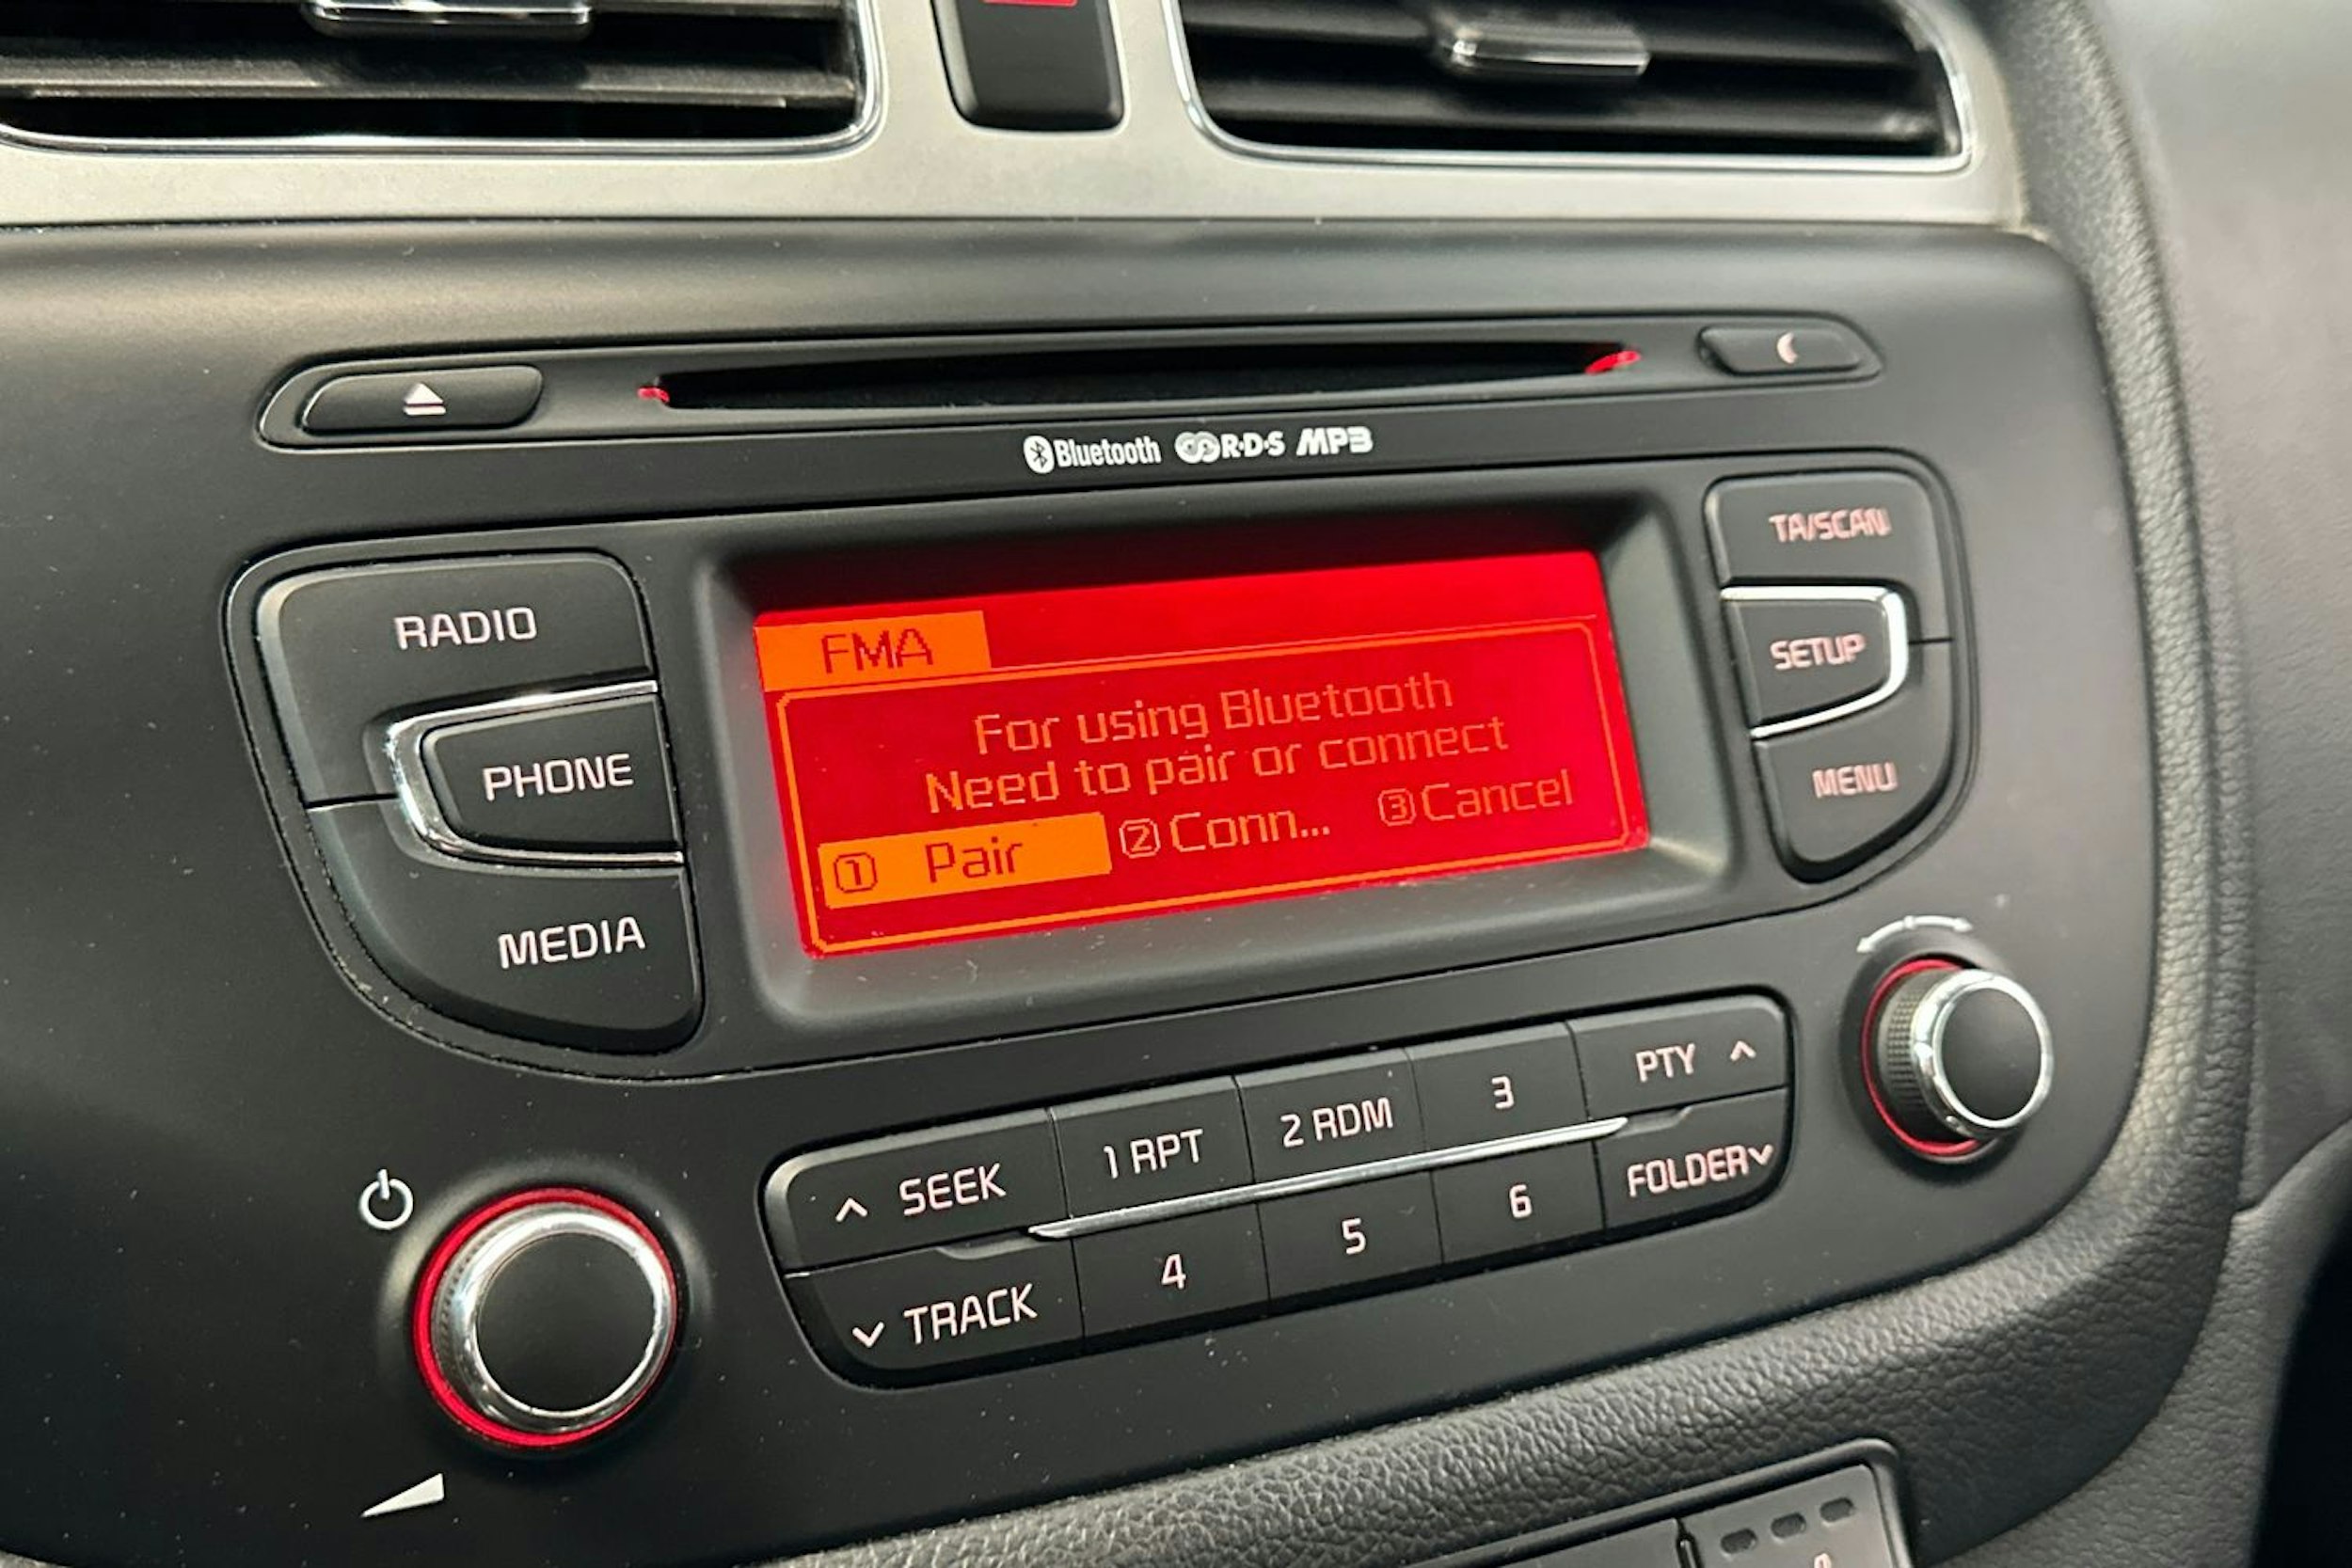 Bluetooth R·D·S MP3
RADIO
PHONE
MEDIA
FMA
For using Bluetooth
Need to pair or connect
① Pair ② Conn... ③ Cancel
TA/SCAN
SETUP
MENU
SEEK
1 RPT
2 RDM
3
PTY
TRACK
4
5
6
FOLDER